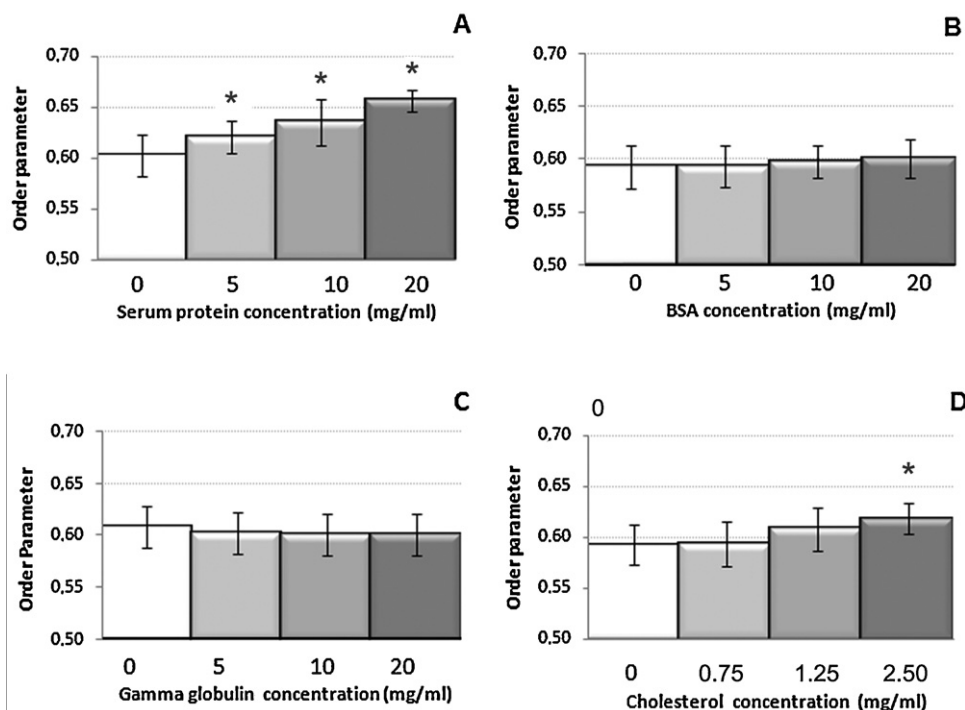 A
Order parameter
0,70
0,65
0,60
0,55
0,50
* * *
0 5 10 20
Serum protein concentration (mg/ml)
B
Order parameter
0,70
0,65
0,60
0,55
0,50
0 5 10 20
BSA concentration (mg/ml)
C
Order Parameter
0,70
0,65
0,60
0,55
0,50
0 5 10 20
Gamma globulin concentration (mg/ml)
0
D
Order parameter
0,70
0,65
0,60
0,55
0,50
*
0 0.75 1.25 2.50
Cholesterol concentration (mg/ml)